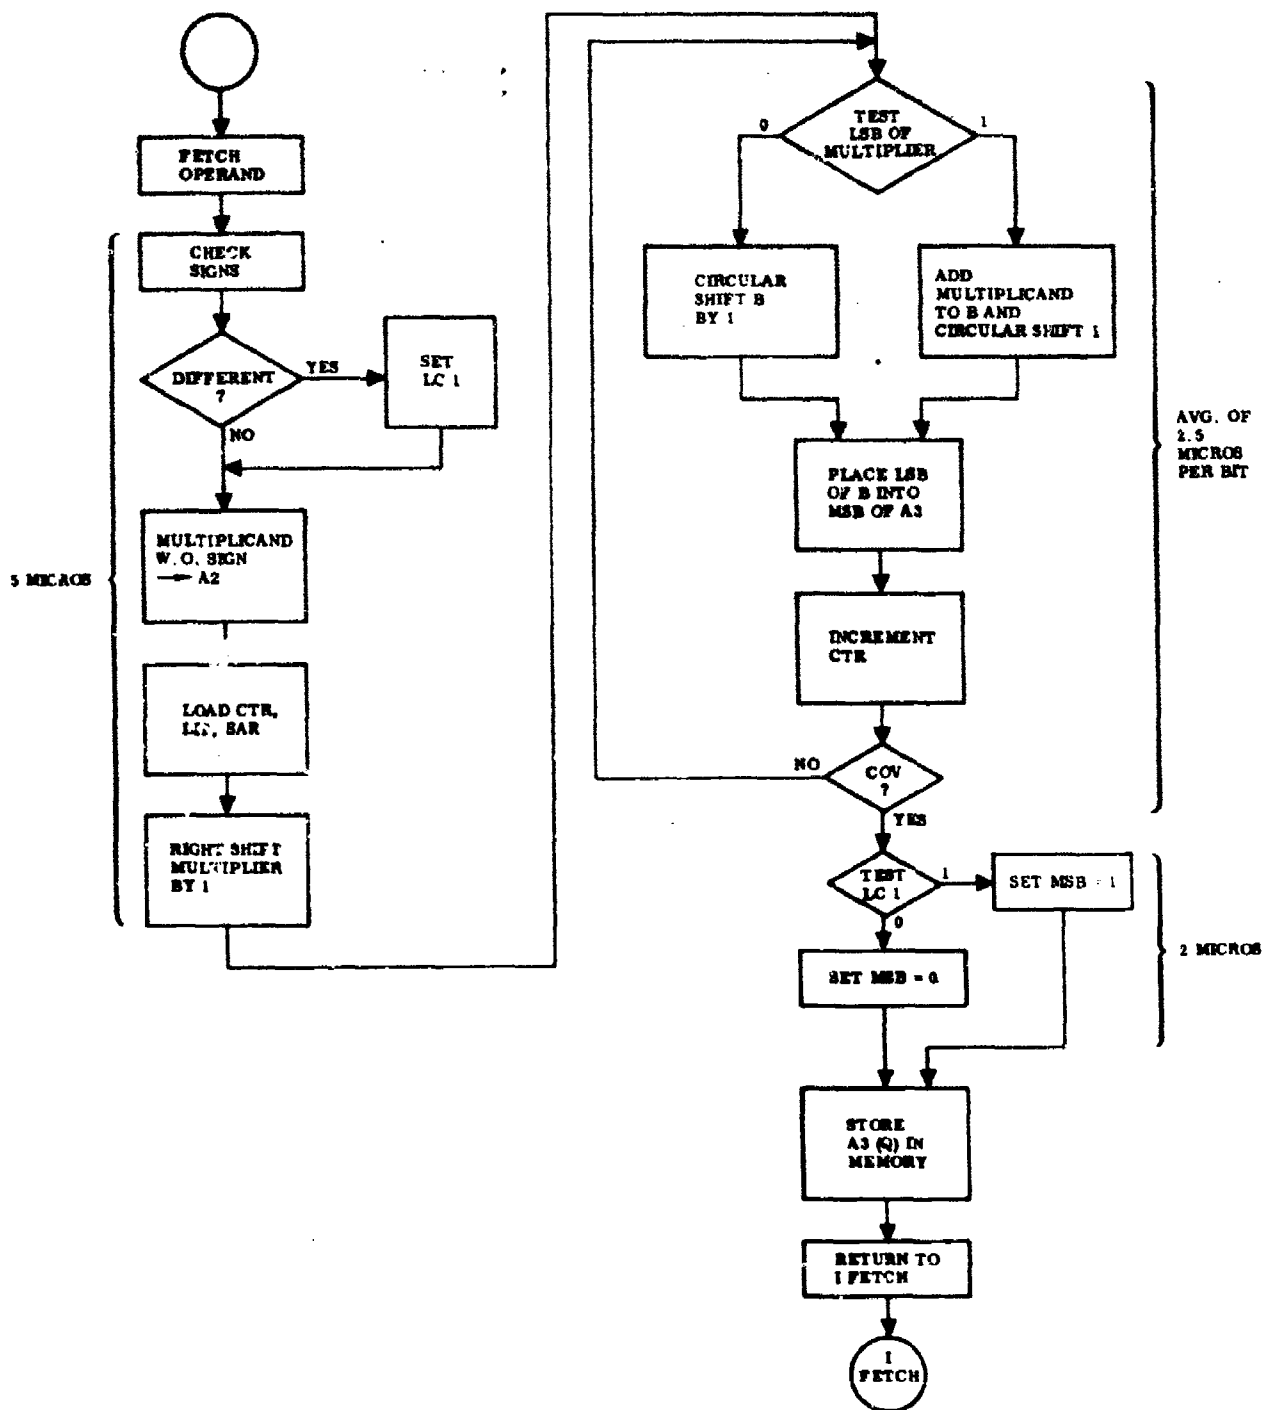 FETCH
OPERAND
CHECK
SIGNS
DIFFERENT
?
YES
NO
SET
LC 1
MULTIPLICAND
W.O. SIGN
→ A2
LOAD CTR,
SAR
RIGHT SHIFT
MULTIPLIER
BY 1
5 MICROS
TEST
LSB OF
MULTIPLIER
0
1
CIRCULAR
SHIFT B
BY 1
ADD
MULTIPLICAND
TO B AND
CIRCULAR SHIFT 1
PLACE LSB
OF B INTO
MSB OF A3
INCREMENT
CTR
COV
?
NO
YES
AVG. OF
2.5
MICROS
PER BIT
TEST
LC 1
1
0
SET MSB = 1
SET MSB = 0
2 MICROS
STORE
A3 (Q) IN
MEMORY
RETURN TO
I FETCH
I
FETCH